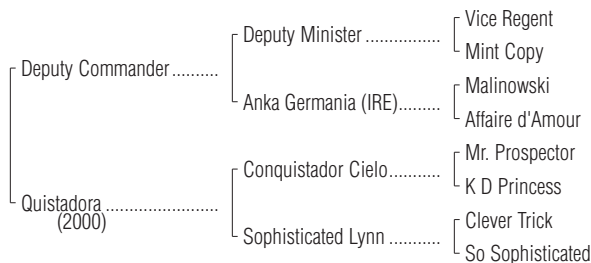 Vice Regent
Deputy Minister ................
Mint Copy
Deputy Commander ..........
Malinowski
Anka Germania (IRE).........
Affaire d'Amour
Mr. Prospector
Conquistador Cielo...........
K D Princess
Quistadora .......................
(2000)
Clever Trick
Sophisticated Lynn ...........
So Sophisticated